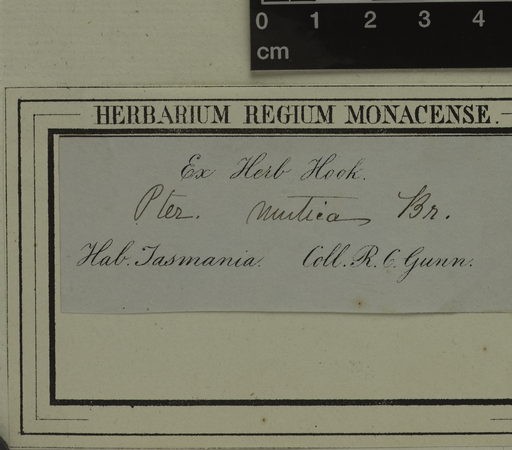 0 1 2 3 4
cm
HERBARIUM REGIUM MONACENSE.
Ex Herb Hook.
Pter. mutica Br.
Hab. Tasmania. Coll. R. C. Gunn.